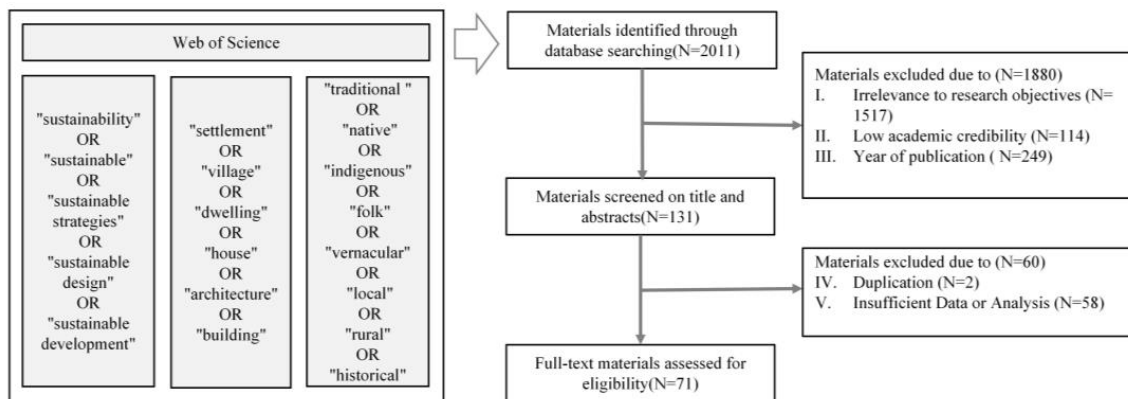 Web of Science
"sustainability"
OR
"sustainable"
OR
"sustainable
strategies"
OR
"sustainable
design"
OR
"sustainable
development"
"settlement"
OR
"village"
OR
"dwelling"
OR
"house"
OR
"architecture"
OR
"building"
"traditional "
OR
"native"
OR
"indigenous"
OR
"folk"
OR
"vernacular"
OR
"local"
OR
"rural"
OR
"historical"
Materials identified through
database searching(N=2011)
Materials excluded due to (N=1880)
I. Irrelevance to research objectives (N=
1517)
II. Low academic credibility (N=114)
III. Year of publication ( N=249)
Materials screened on title and
abstracts(N=131)
Materials excluded due to (N=60)
IV. Duplication (N=2)
V. Insufficient Data or Analysis (N=58)
Full-text materials assessed for
eligibility(N=71)